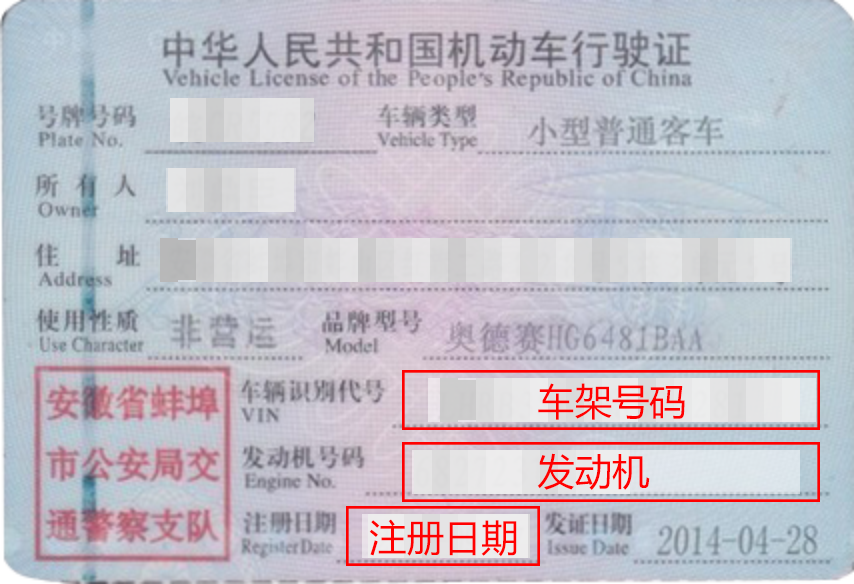 中华人民共和国机动车行驶证
Vehicle License of the People's Republic of China
号牌号码 车辆类型 小型普通客车
Plate No. Vehicle Type
所有人
Owner
住址
Address
使用性质 非营运 品牌型号 奥德赛HG6481BAA
Use Character Model
安徽省蚌埠
市公安局交
通警察支队
车辆识别代号 车架号码
VIN
发动机号码 发动机
Engine No.
注册日期 注册日期 发证日期 2014-04-28
Register Date Issue Date